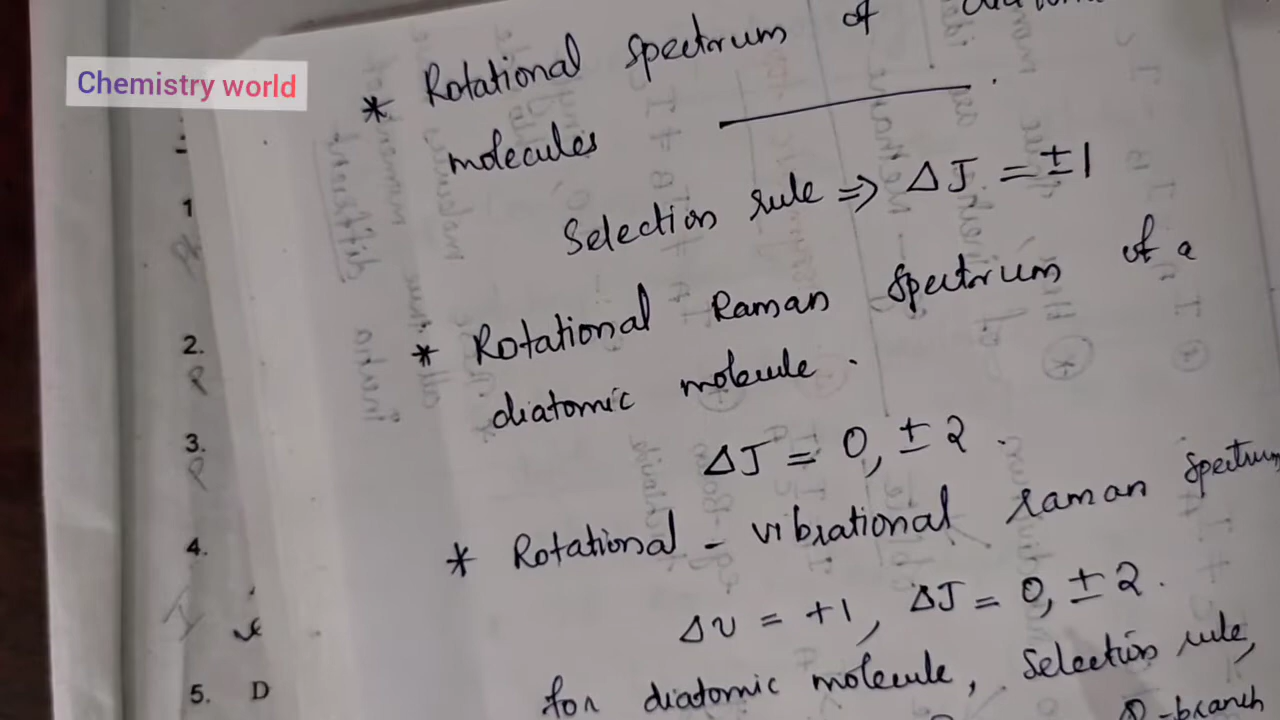 Chemistry world
* Rotational Spectrum of
molecules
Selection rule ⇒ ΔJ = ±1
* Rotational Raman Spectrum of a
diatomic molecule.
ΔJ = 0, ±2.
* Rotational - vibrational raman Spectrum
Δv = +1, ΔJ = 0, ±2.
for diatomic molecule, Selection rule,
-branch
1
2.
3.
4.
5. D